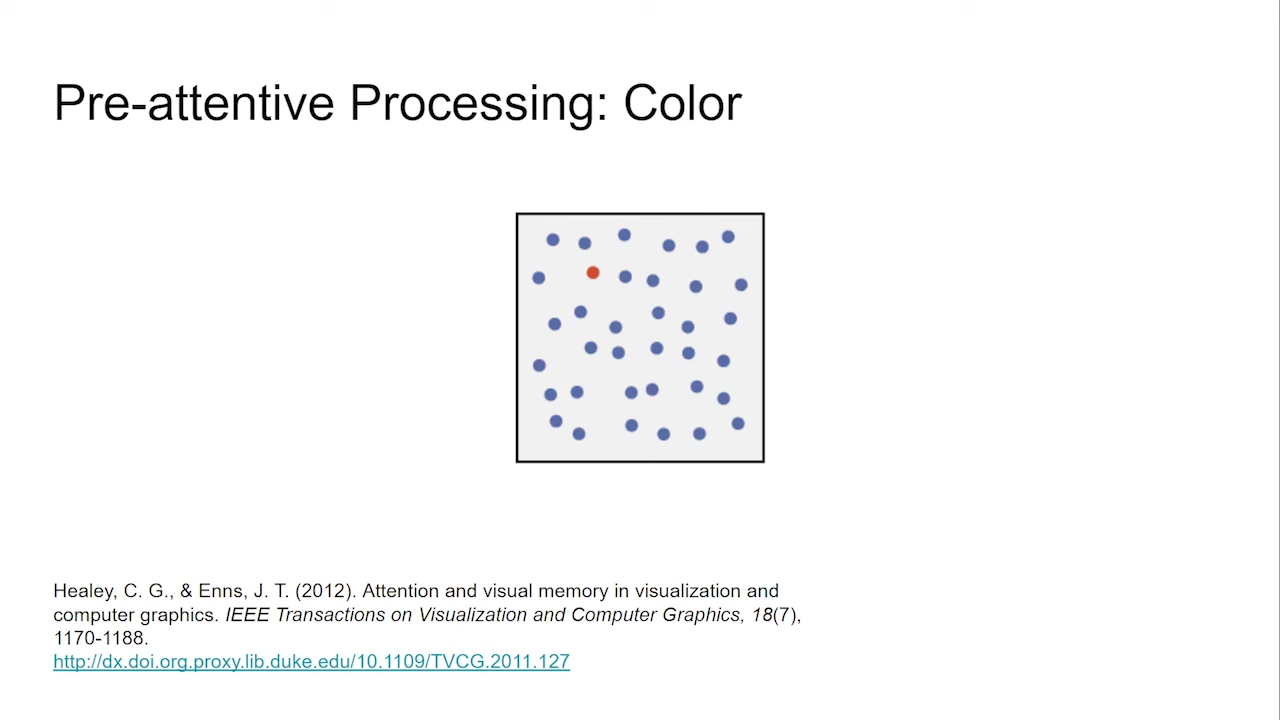 Pre-attentive Processing: Color
Healey, C. G., & Enns, J. T. (2012). Attention and visual memory in visualization and
computer graphics. IEEE Transactions on Visualization and Computer Graphics, 18(7),
1170-1188.
http://dx.doi.org.proxy.lib.duke.edu/10.1109/TVCG.2011.127